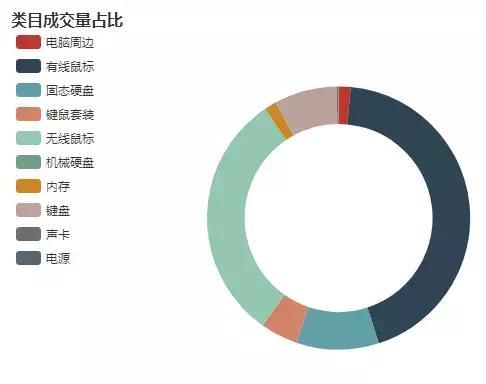 类目成交量占比
电脑周边
有线鼠标
固态硬盘
键鼠套装
无线鼠标
机械硬盘
内存
键盘
声卡
电源